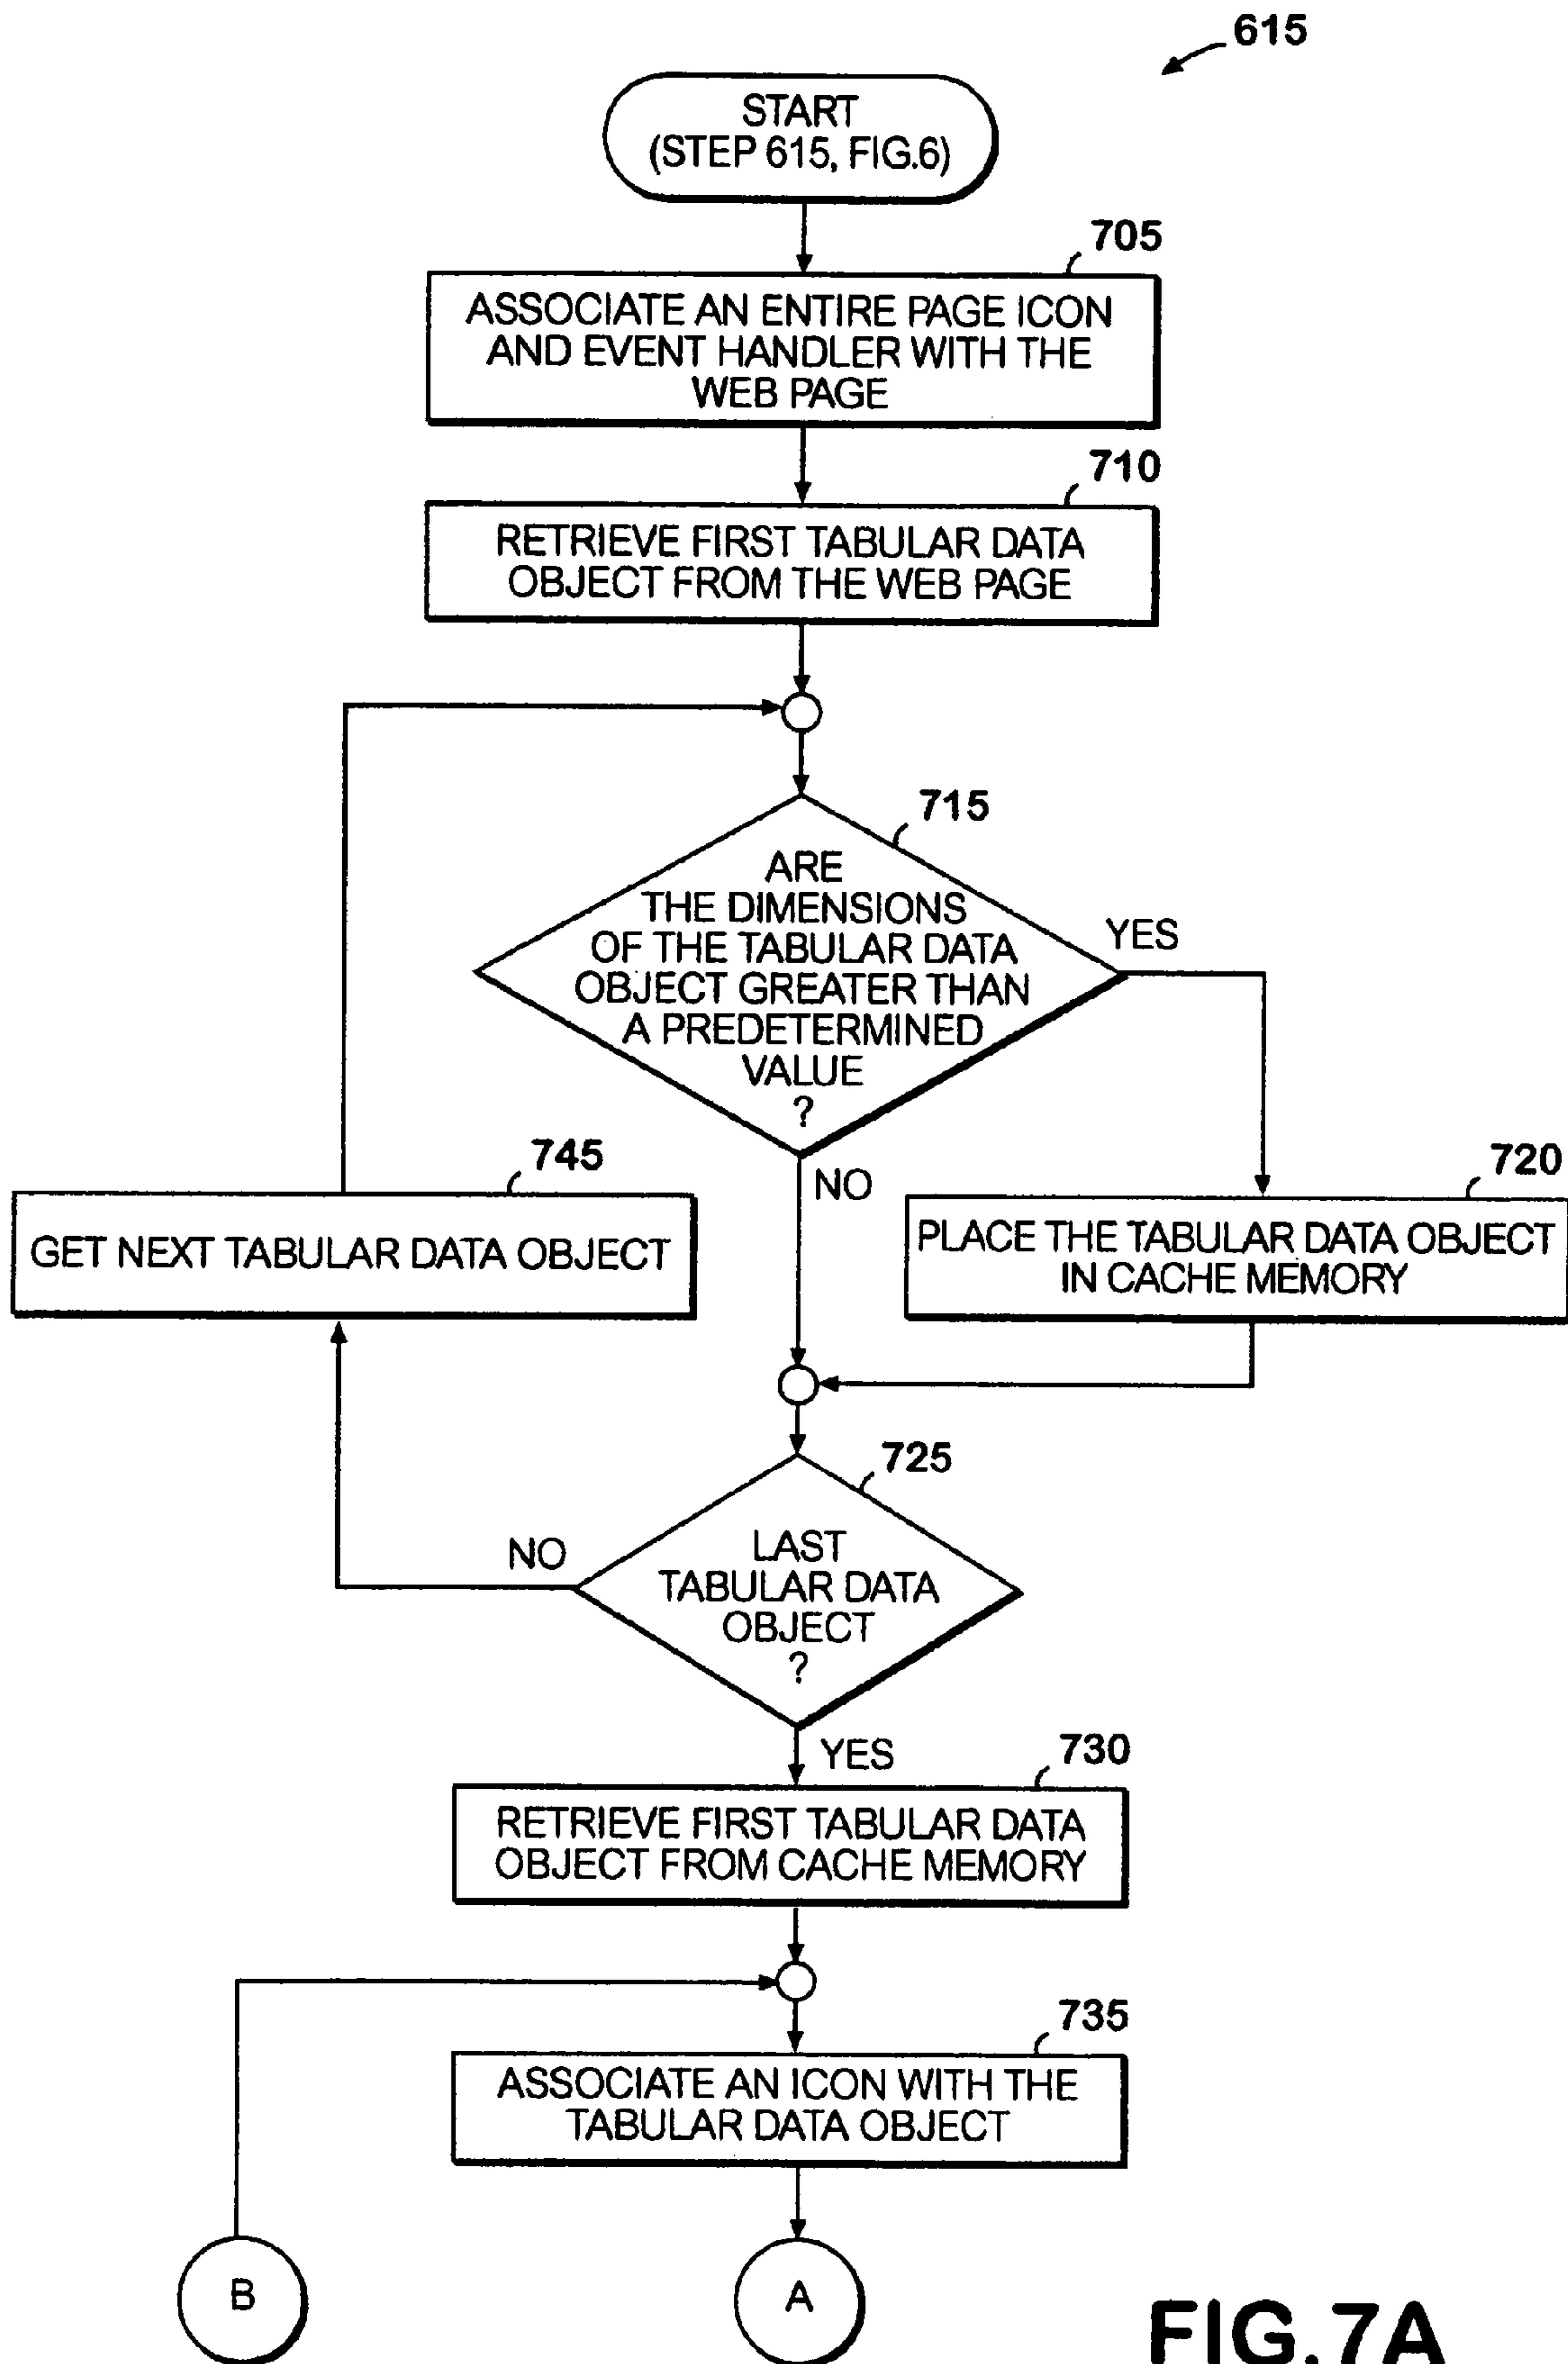 615
START
(STEP 615, FIG.6)
705
ASSOCIATE AN ENTIRE PAGE ICON
AND EVENT HANDLER WITH THE
WEB PAGE
710
RETRIEVE FIRST TABULAR DATA
OBJECT FROM THE WEB PAGE
715
ARE
THE DIMENSIONS
OF THE TABULAR DATA
OBJECT GREATER THAN
A PREDETERMINED
VALUE
?
YES
NO
745
GET NEXT TABULAR DATA OBJECT
720
PLACE THE TABULAR DATA OBJECT
IN CACHE MEMORY
725
LAST
TABULAR DATA
OBJECT
?
NO
YES
730
RETRIEVE FIRST TABULAR DATA
OBJECT FROM CACHE MEMORY
735
ASSOCIATE AN ICON WITH THE
TABULAR DATA OBJECT
B
A
FIG.7A